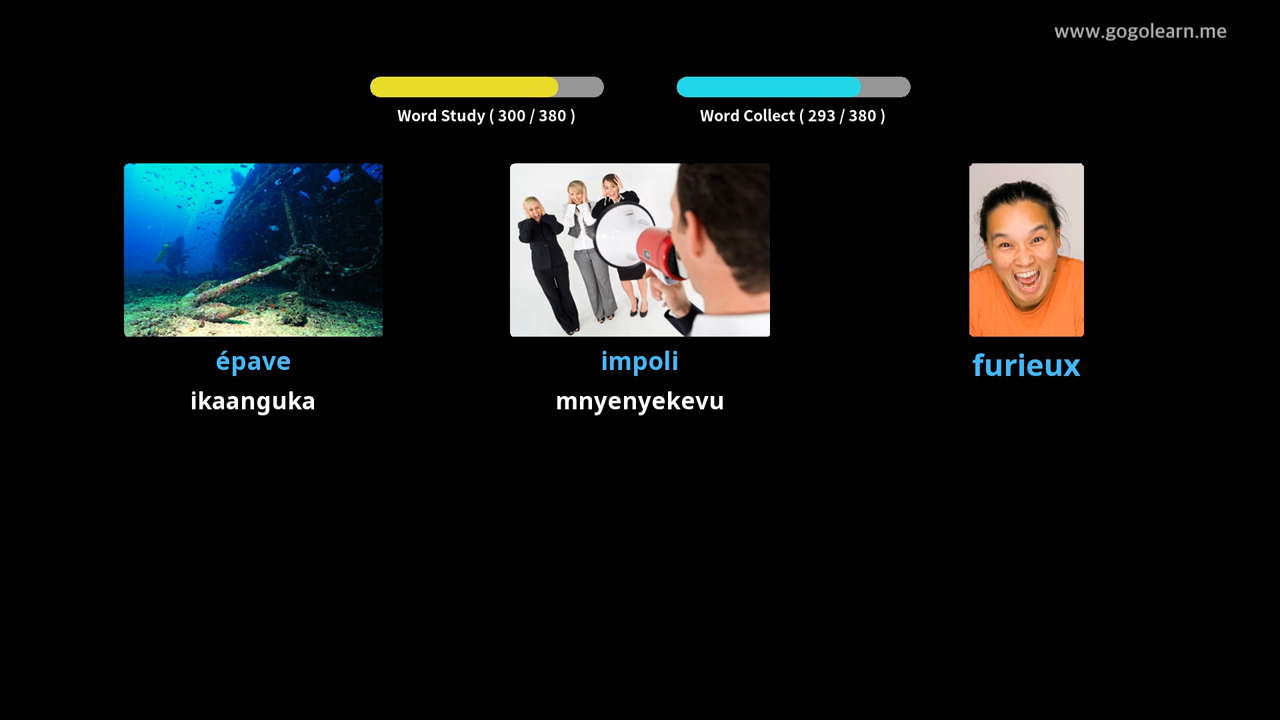 www.gogolearn.me
Word Study ( 300 / 380 )
Word Collect ( 293 / 380 )
épave
ikaanguka
impoli
mnyenyekevu
furieux